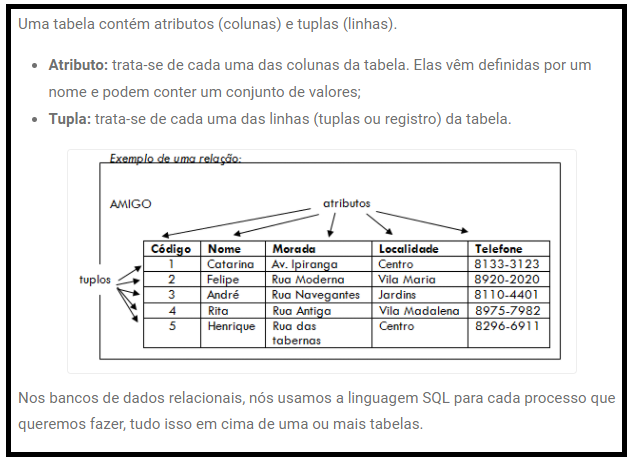 Uma tabela contém atributos (colunas) e tuplas (linhas).
• Atributo: trata-se de cada uma das colunas da tabela. Elas vêm definidas por um
nome e podem conter um conjunto de valores;
• Tupla: trata-se de cada uma das linhas (tuplas ou registro) da tabela.
Exemplo de uma relação:
AMIGO
atributos
tuplos
Código Nome Morada Localidade Telefone
1 Catarina Av. Ipiranga Centro 8133-3123
2 Felipe Rua Moderna Vila Maria 8920-2020
3 André Rua Navegantes Jardins 8110-4401
4 Rita Rua Antiga Vila Madalena 8975-7982
5 Henrique Rua das Centro 8296-6911
tabernas
Nos bancos de dados relacionais, nós usamos a linguagem SQL para cada processo que
queremos fazer, tudo isso em cima de uma ou mais tabelas.